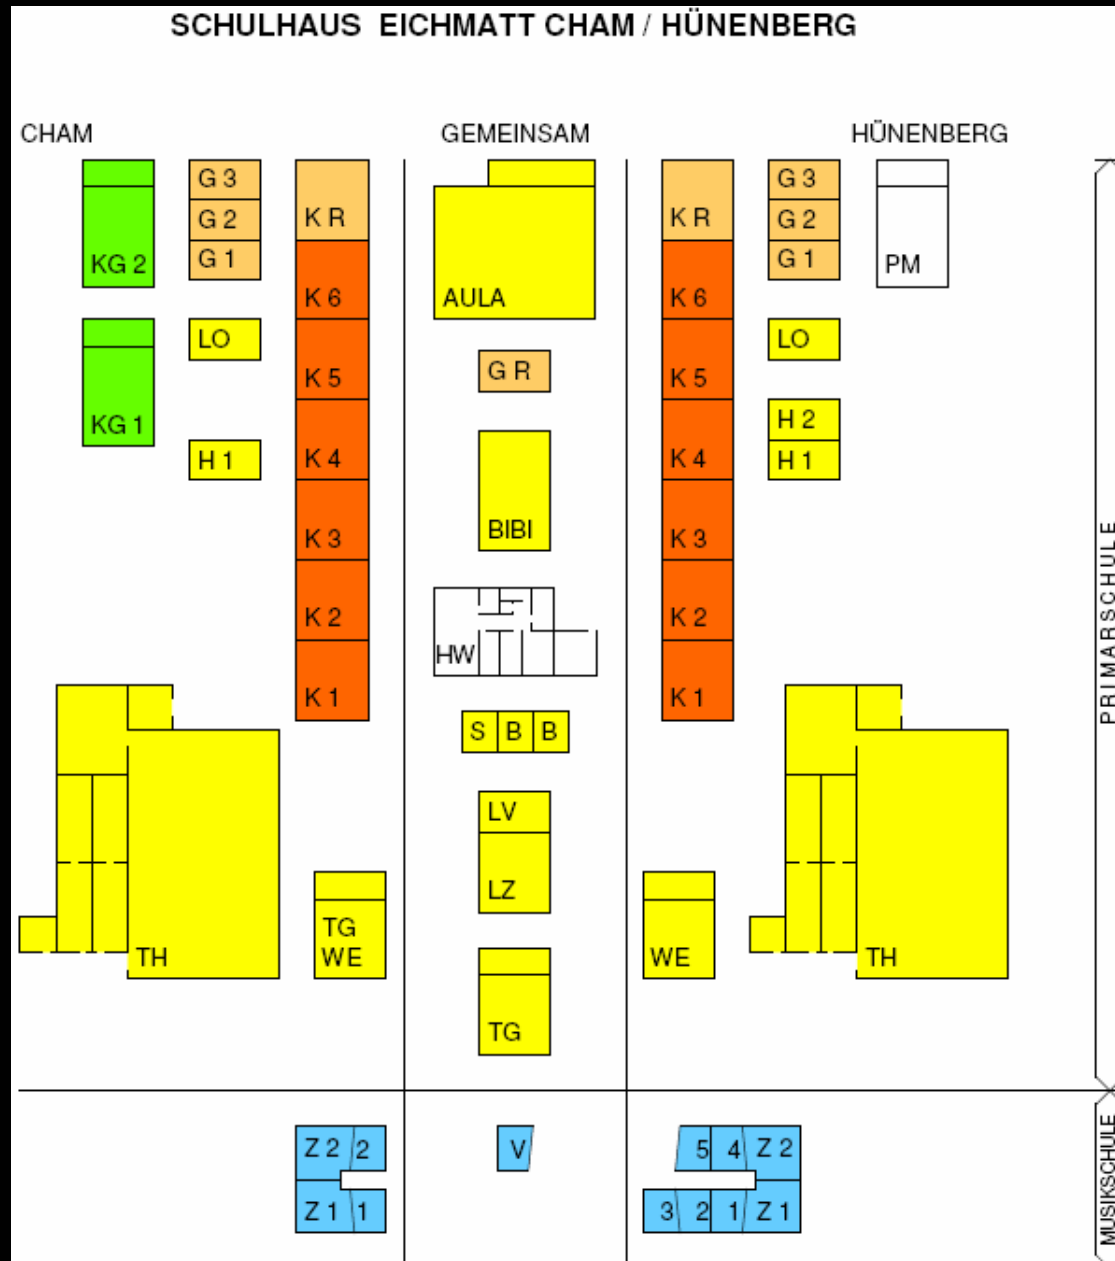 SCHULHAUS EICHMATT CHAM / HÜNENBERG
CHAM
GEMEINSAM
HÜNENBERG
KG 2
KG 1
G 3
G 2
G 1
LO
H 1
K R
K 6
K 5
K 4
K 3
K 2
K 1
TH
TG
WE
AULA
G R
BIBI
HW
S B B
LV
LZ
TG
K R
K 6
K 5
K 4
K 3
K 2
K 1
G 3
G 2
G 1
LO
H 2
H 1
PM
WE
TH
PRIMARSCHULE
Z 2 2
Z 1 1
V
5 4 Z 2
3 2 1 Z 1
MUSIKSCHULE